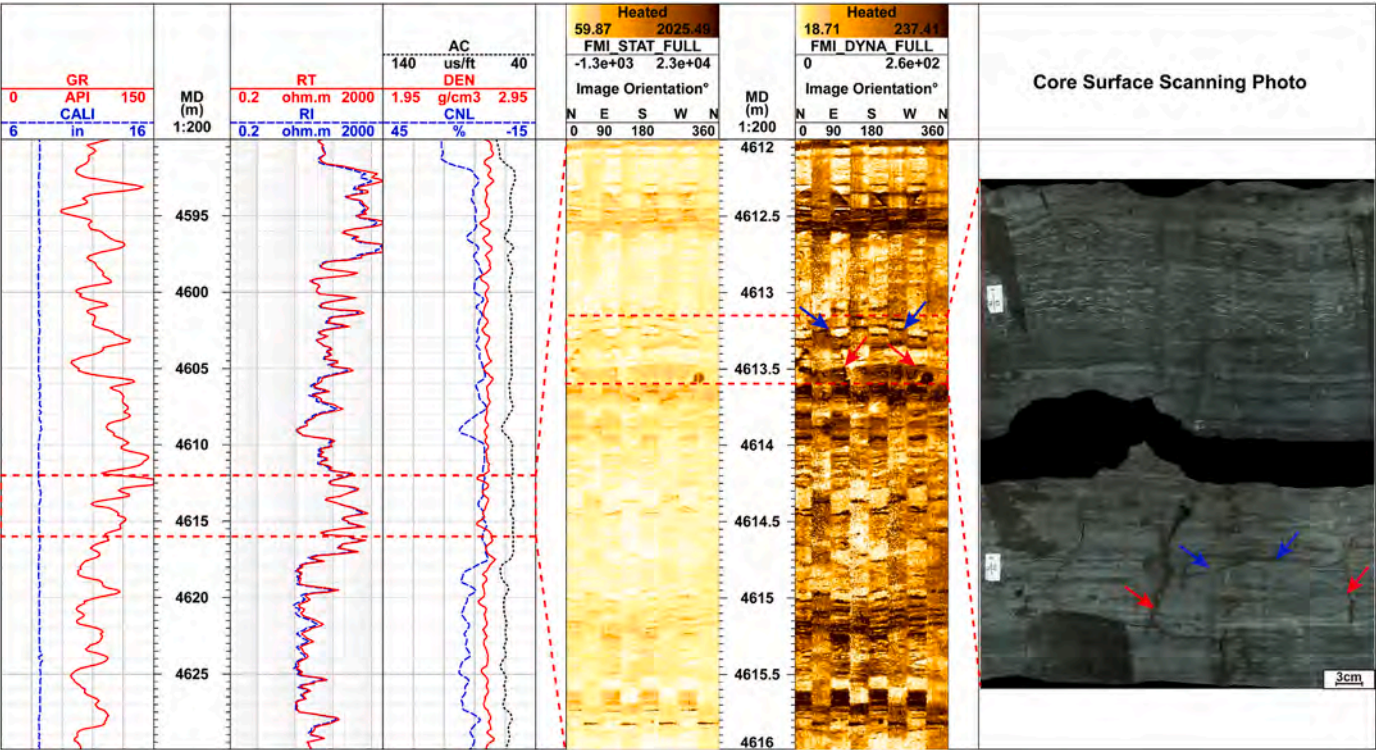 GR
0 API 150
CALI
6 in 16
MD
(m)
1:200
RT
0.2 ohm.m 2000
RI
0.2 ohm.m 2000
AC
140 us/ft 40
DEN
1.95 g/cm3 2.95
CNL
45 % -15
Heated
59.87 2025.49
FMI_STAT_FULL
-1.3e+03 2.3e+04
Image Orientation°
N E S W N
0 90 180 360
MD
(m)
1:200
Heated
18.71 237.41
FMI_DYNA_FULL
0 2.6e+02
Image Orientation°
N E S W N
0 90 180 360
Core Surface Scanning Photo
4595
4600
4605
4610
4615
4620
4625
4612
4612.5
4613
4613.5
4614
4614.5
4615
4615.5
4616
3cm